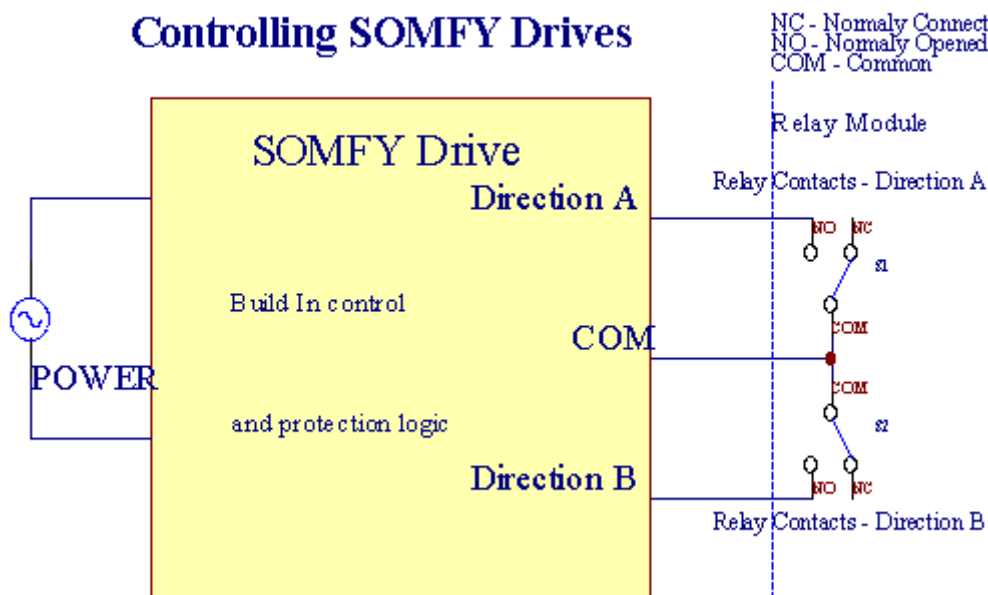 Controlling SOMFY Drives
NC - Normaly Connect
NO - Normaly Opened
COM - Common
Relay Module
SOMFY Drive
Relay Contacts - Direction A
Direction A
NO
NC
S1
Build In control
COM
COM
POWER
COM
and protection logic
S2
Direction B
NO
NC
Relay Contacts - Direction B